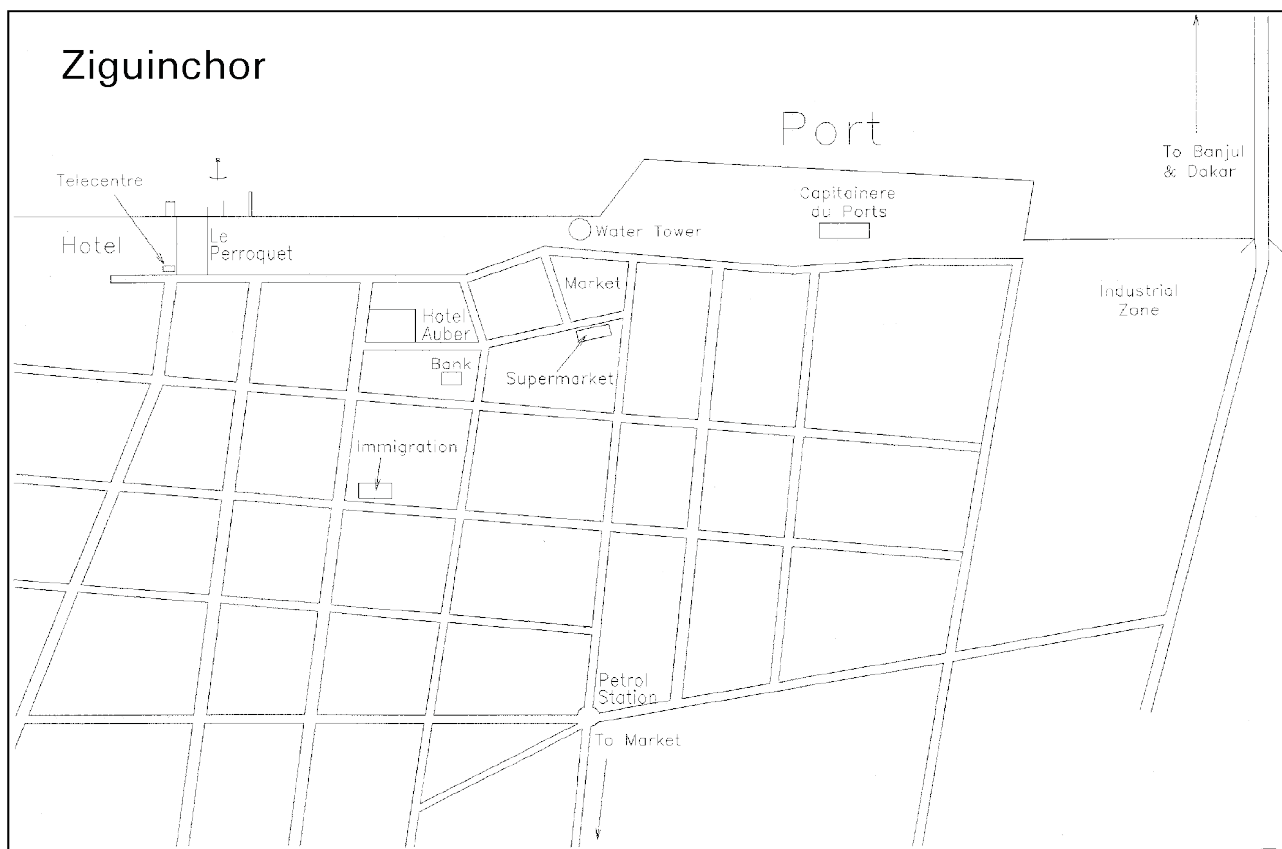 Ziguinchor
Port
To Banjul
& Dakar
Telecentre
Capitainere
du Ports
Hotel
Le
Perroquet
Water Tower
Market
Industrial
Zone
Hotel
Auber
Bank
Supermarket
Immigration
Petrol
Station
To Market